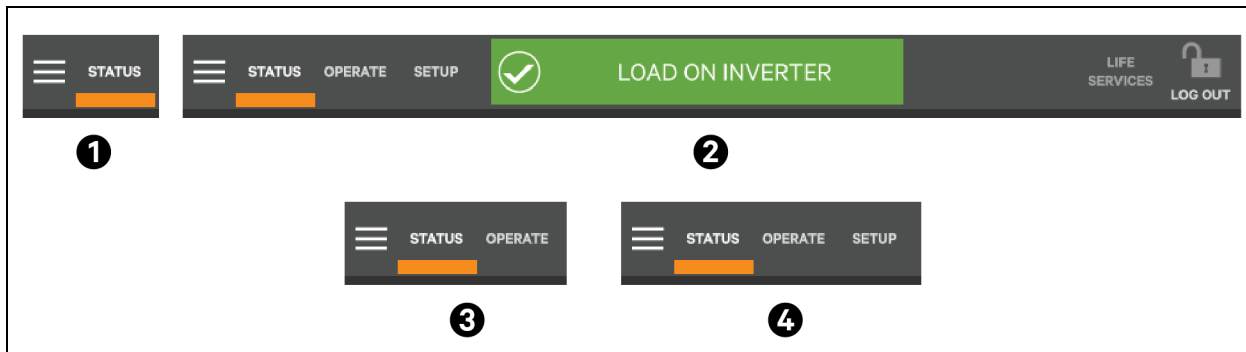 STATUS
STATUS OPERATE SETUP LOAD ON INVERTER LIFE SERVICES LOG OUT
1
2
STATUS OPERATE
STATUS OPERATE SETUP
3
4